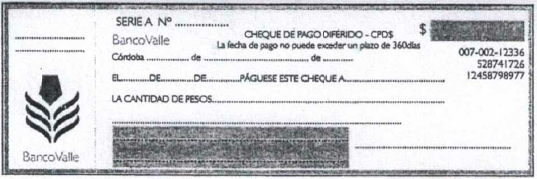 SERIE A Nº ....................
BancoValle
CHEQUE DE PAGO DIFÉRIDO - CPD$
$
La fecha de pago no puede exceder un plazo de 360días
Córdoba ................ de ........................................ de ................
007-002-12336
528741726
12458798977
EL..........DE..........DE..........PÁGUESE ESTE CHEQUE A....................
LA CANTIDAD DE PESOS....................
BancoValle